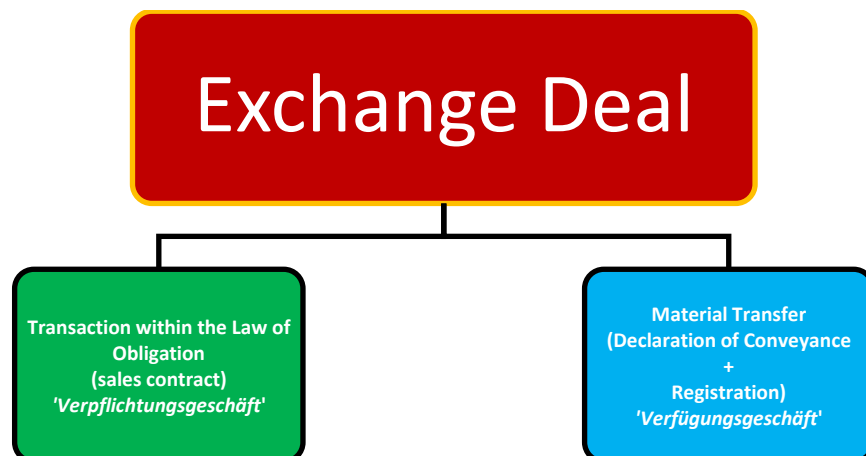 Exchange Deal
Transaction within the Law of
Obligation
(sales contract)
'Verpflichtungsgeschäft'
Material Transfer
(Declaration of Conveyance
+
Registration)
'Verfügungsgeschäft'